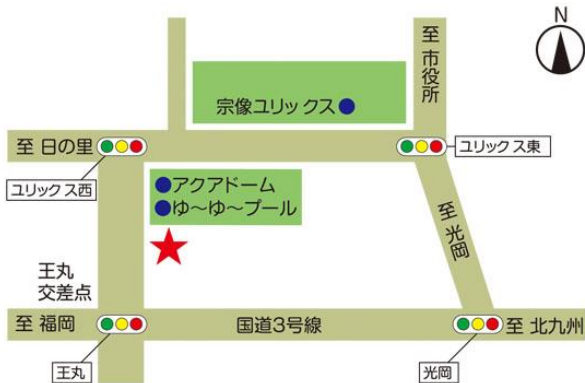 N
至 市役所
宗像ユリックス
至 日の里
ユリックス東
ユリックス西
アクアドーム
ゆ〜ゆ〜プール
至 光岡
王丸
交差点
至 福岡
国道3号線
至 北九州
王丸
光岡